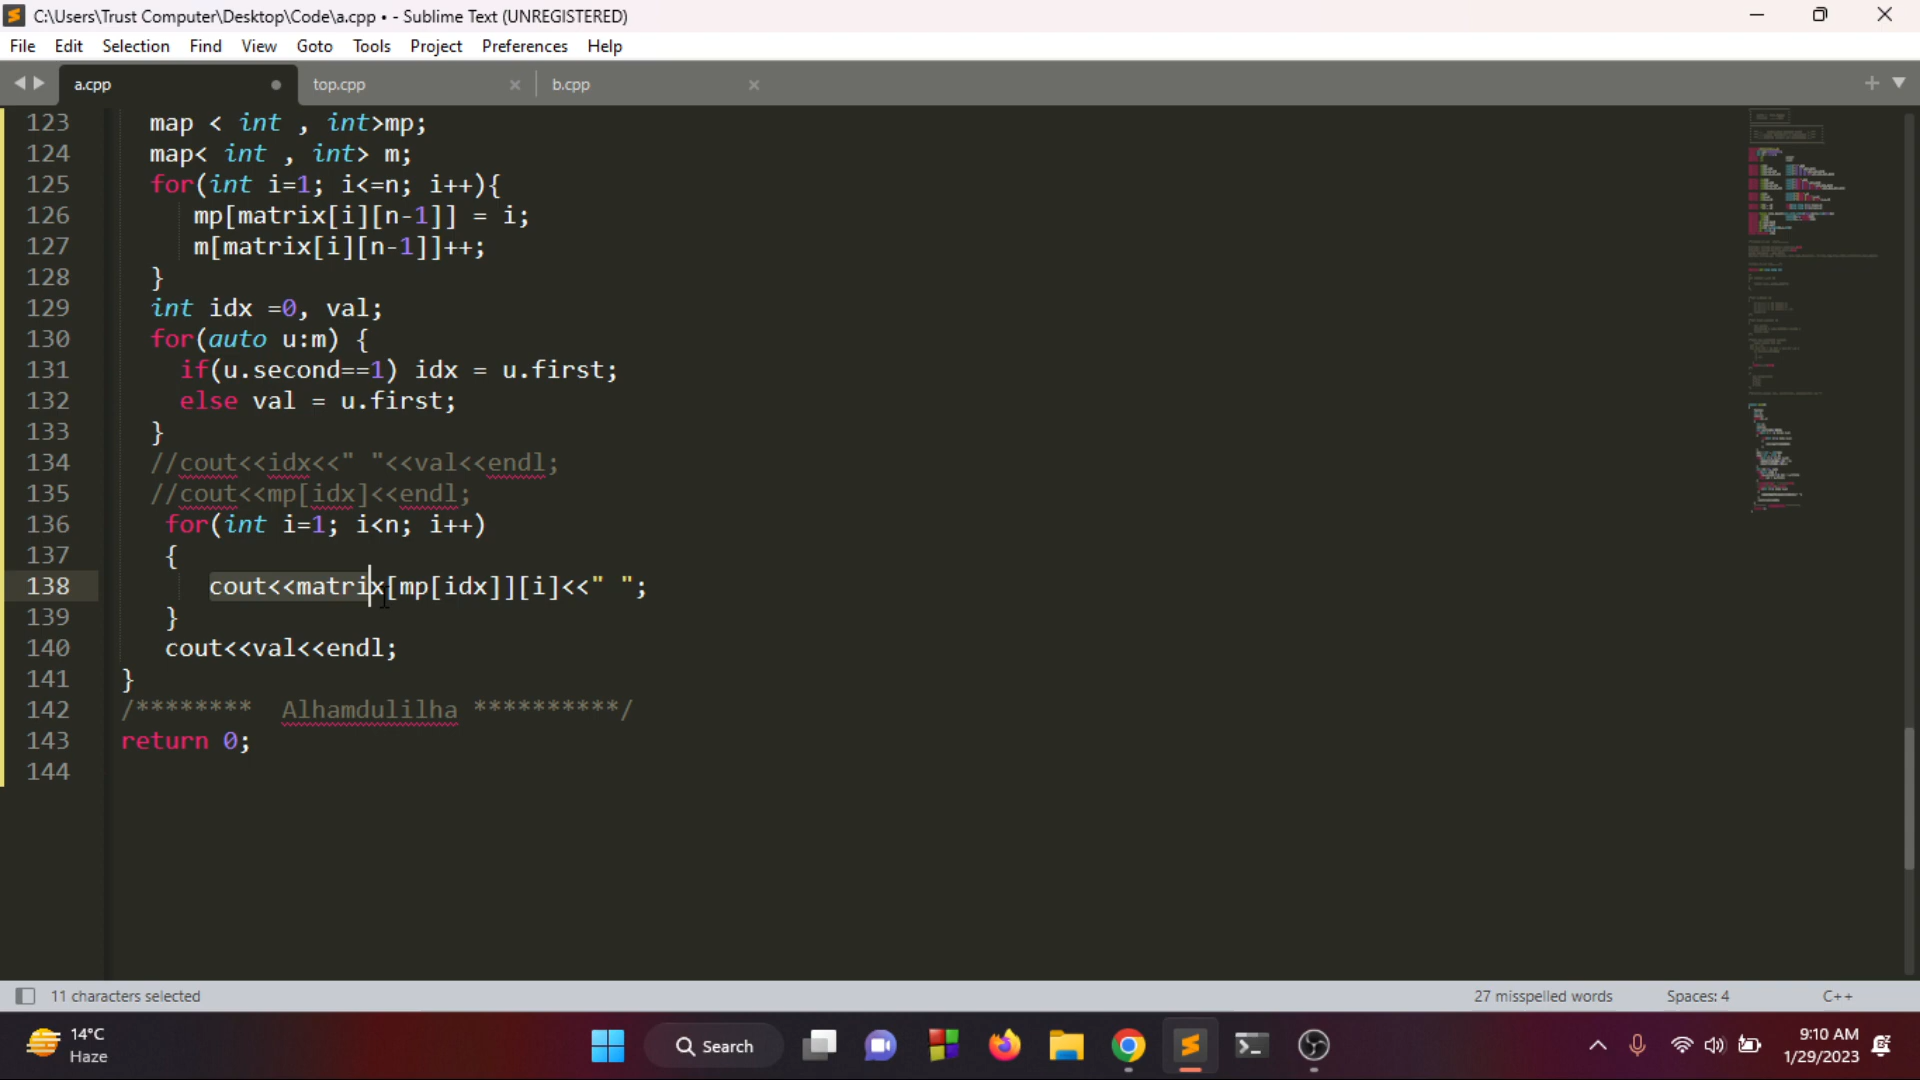 C:\Users\Trust Computer\Desktop\Code\a.cpp • - Sublime Text (UNREGISTERED)
File Edit Selection Find View Goto Tools Project Preferences Help
a.cpp top.cpp b.cpp
123 map < int , int>mp;
124 map< int , int> m;
125 for(int i=1; i<=n; i++){
126 mp[matrix[i][n-1]] = i;
127 m[matrix[i][n-1]]++;
128 }
129 int idx =0, val;
130 for(auto u:m) {
131 if(u.second==1) idx = u.first;
132 else val = u.first;
133 }
134 //cout<<idx<<" "<<val<<endl;
135 //cout<<mp[idx]<<endl;
136 for(int i=1; i<n; i++)
137 {
138 cout<<matrix[mp[idx]][i]<<" ";
139 }
140 cout<<val<<endl;
141 }
142 /******** Alhamdulilha **********/
143 return 0;
144
11 characters selected 27 misspelled words Spaces: 4 C++
14°C
Haze
Search
9:10 AM
1/29/2023